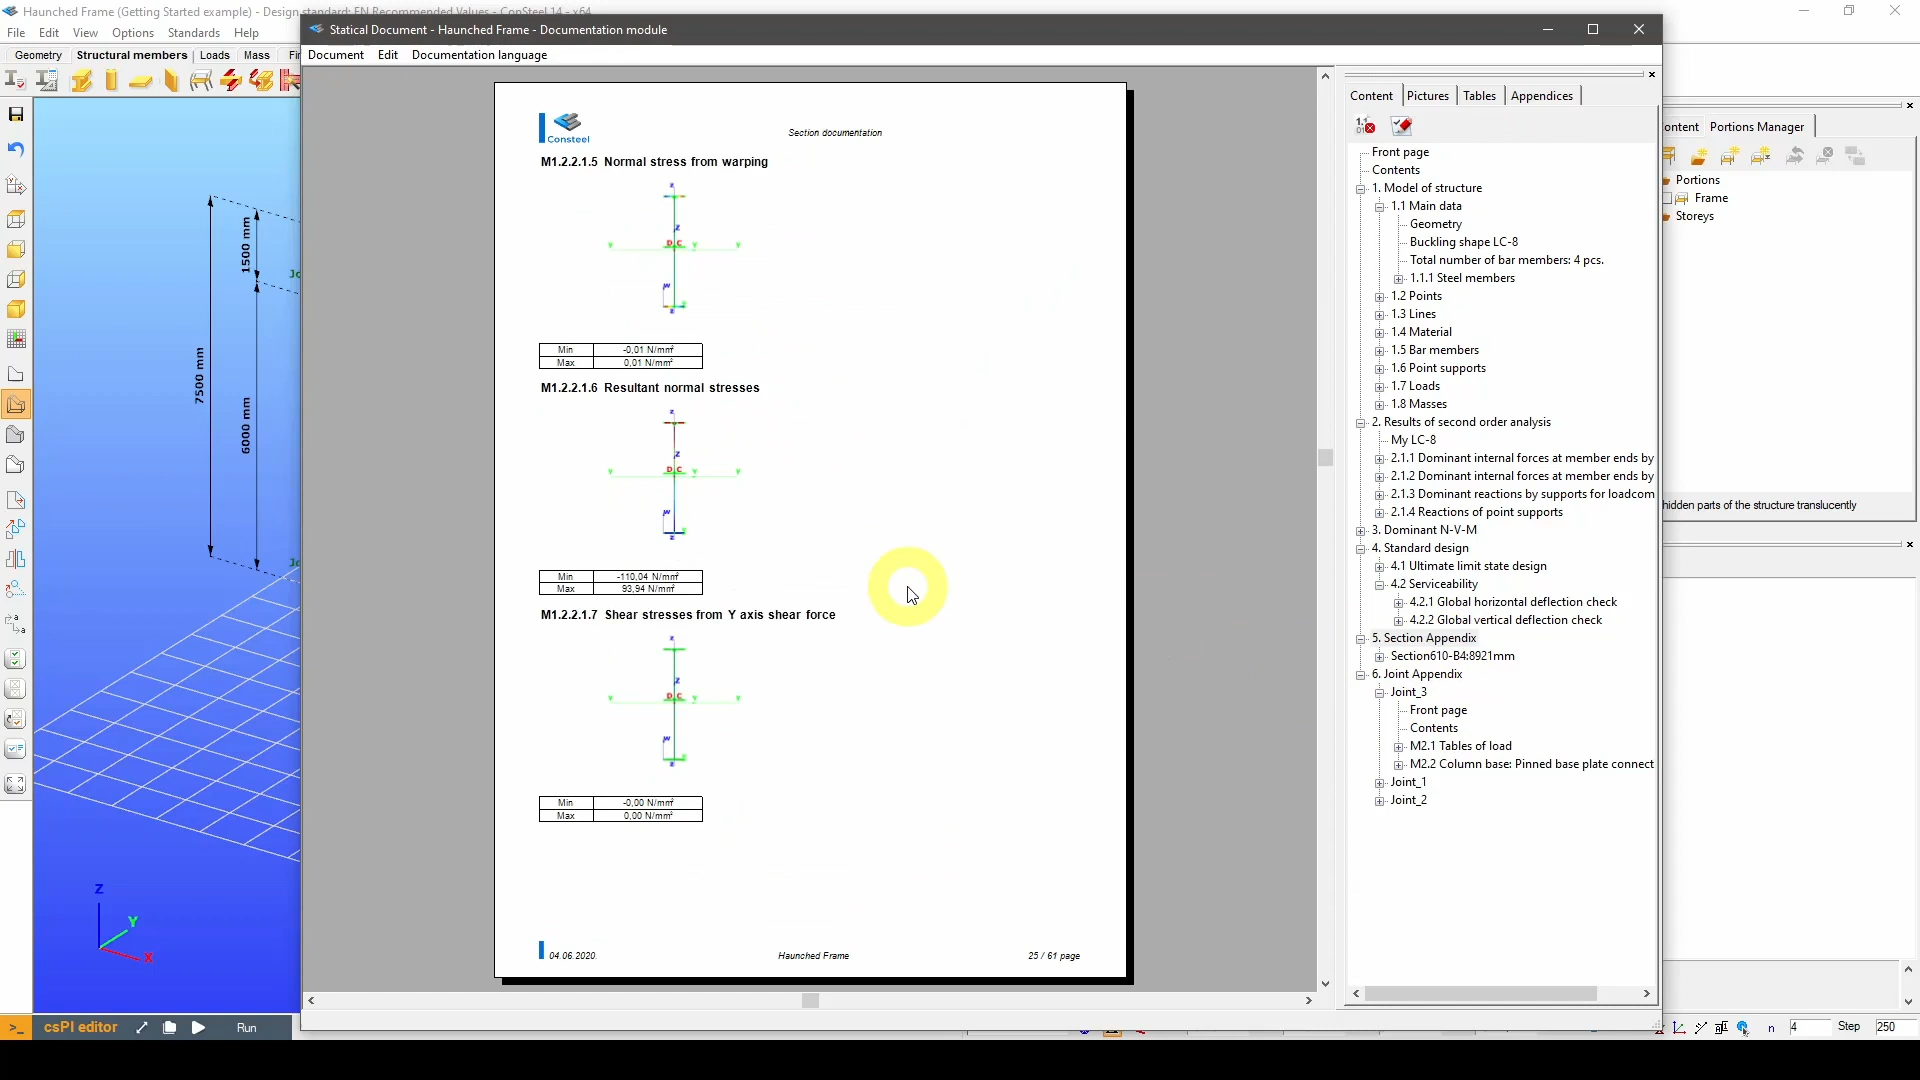 Haunched Frame (Getting Started example) - Design standard: EN Recommended Values - ConSteel 14 - x64
File Edit View Options Standards Help
Geometry Structural members Loads Mass
Statical Document - Haunched Frame - Documentation module
Document Edit Documentation language
Consteel
Section documentation
M1.2.2.1.5 Normal stress from warping
Min -0,01 N/mm²
Max 0,01 N/mm²
M1.2.2.1.6 Resultant normal stresses
Min -110,04 N/mm²
Max 93,94 N/mm²
M1.2.2.1.7 Shear stresses from Y axis shear force
Min -0,00 N/mm²
Max 0,00 N/mm²
04.06.2020. Haunched Frame 25 / 61 page
7500 mm
1500 mm
6000 mm
Z
Y
X
Content Pictures Tables Appendices
Front page
Contents
1. Model of structure
1.1 Main data
Geometry
Buckling shape LC-8
Total number of bar members: 4 pcs.
1.1.1 Steel members
1.2 Points
1.3 Lines
1.4 Material
1.5 Bar members
1.6 Point supports
1.7 Loads
1.8 Masses
2. Results of second order analysis
My LC-8
2.1.1 Dominant internal forces at member ends by
2.1.2 Dominant internal forces at member ends by
2.1.3 Dominant reactions by supports for loadcom
2.1.4 Reactions of point supports
3. Dominant N-V-M
4. Standard design
4.1 Ultimate limit state design
4.2 Serviceability
4.2.1 Global horizontal deflection check
4.2.2 Global vertical deflection check
5. Section Appendix
Section610-B4:8921mm
6. Joint Appendix
Joint_3
Front page
Contents
M2.1 Tables of load
M2.2 Column base: Pinned base plate connect
Joint_1
Joint_2
ontent Portions Manager
Portions
Frame
Storeys
hidden parts of the structure translucently
>_ csPI editor Run
n 4 Step 250